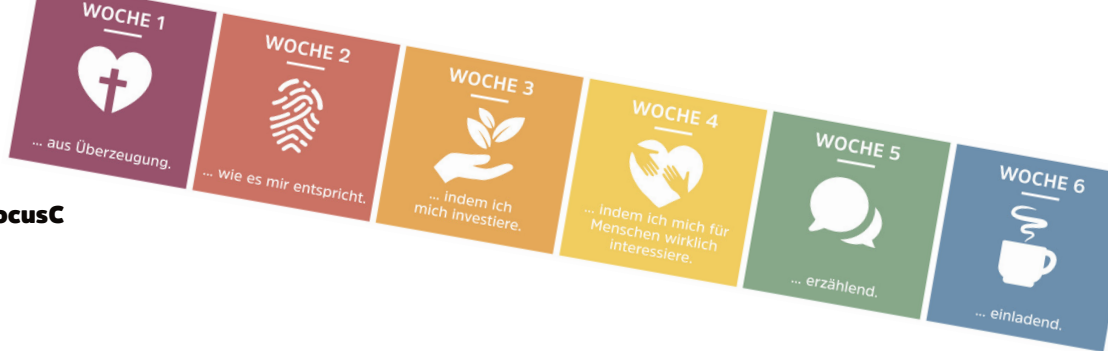 WOCHE 1
... aus Überzeugung.
WOCHE 2
... wie es mir entspricht.
WOCHE 3
... indem ich
mich investiere.
WOCHE 4
... indem ich mich für
Menschen wirklich
interessiere.
WOCHE 5
... erzählend.
WOCHE 6
... einladend.
ocusC